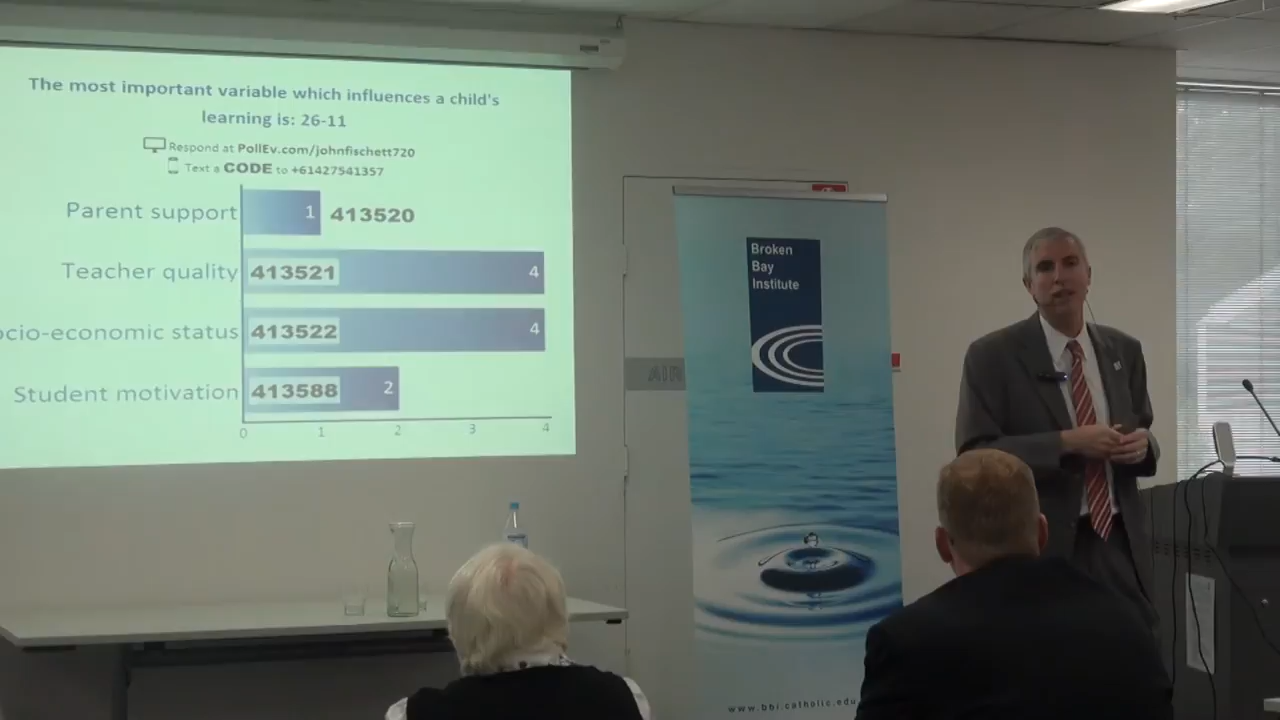 The most important variable which influences a child's
learning is: 26-11
Respond at PollEv.com/johnfischett720
Text a CODE to +61427541357
Parent support 1 413520
Teacher quality 413521 4
ocio-economic status 413522 4
Student motivation 413588 2
0 1 2 3 4
Broken
Bay
Institute
AIR
www.bbi.catholic.edu